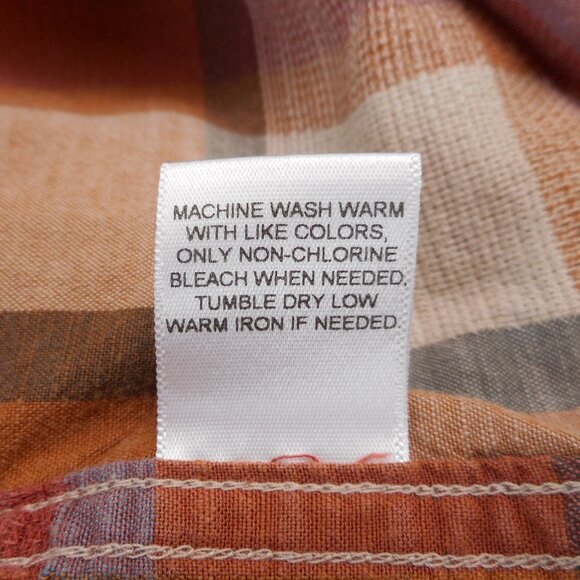 MACHINE WASH WARM
WITH LIKE COLORS,
ONLY NON-CHLORINE
BLEACH WHEN NEEDED.
TUMBLE DRY LOW
WARM IRON IF NEEDED.